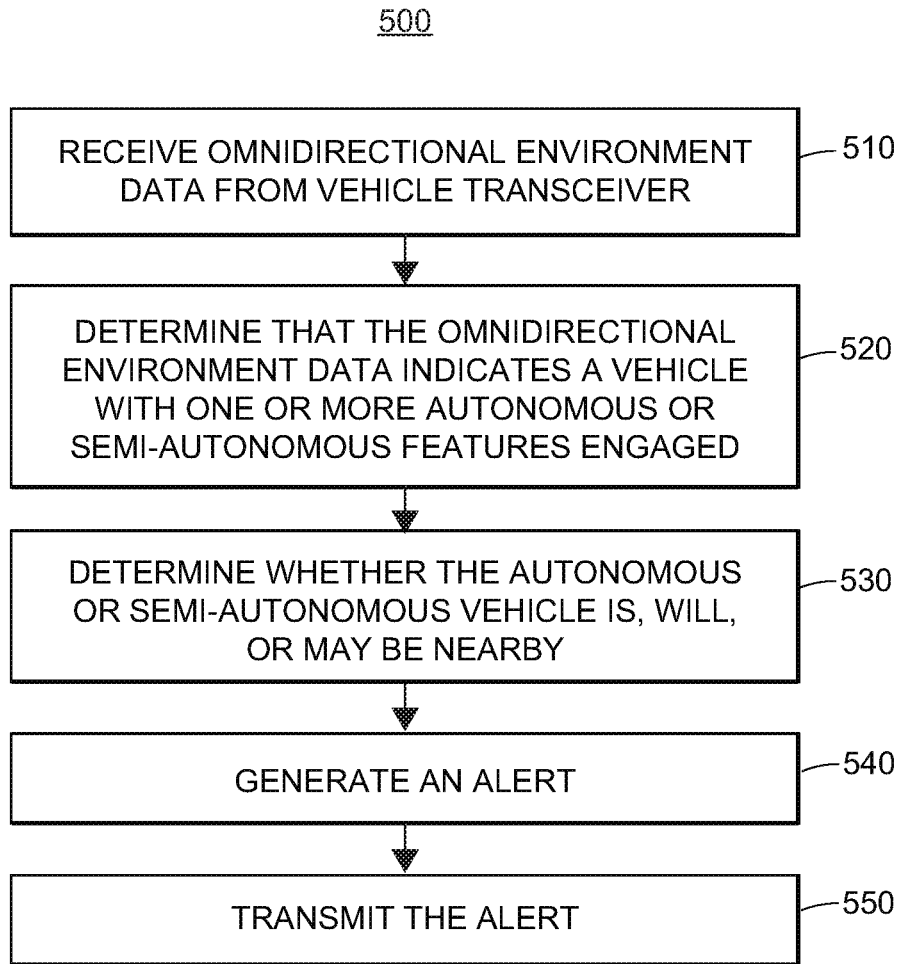 500
RECEIVE OMNIDIRECTIONAL ENVIRONMENT
DATA FROM VEHICLE TRANSCEIVER
510
DETERMINE THAT THE OMNIDIRECTIONAL
ENVIRONMENT DATA INDICATES A VEHICLE
WITH ONE OR MORE AUTONOMOUS OR
SEMI-AUTONOMOUS FEATURES ENGAGED
520
DETERMINE WHETHER THE AUTONOMOUS
OR SEMI-AUTONOMOUS VEHICLE IS, WILL,
OR MAY BE NEARBY
530
GENERATE AN ALERT
540
TRANSMIT THE ALERT
550